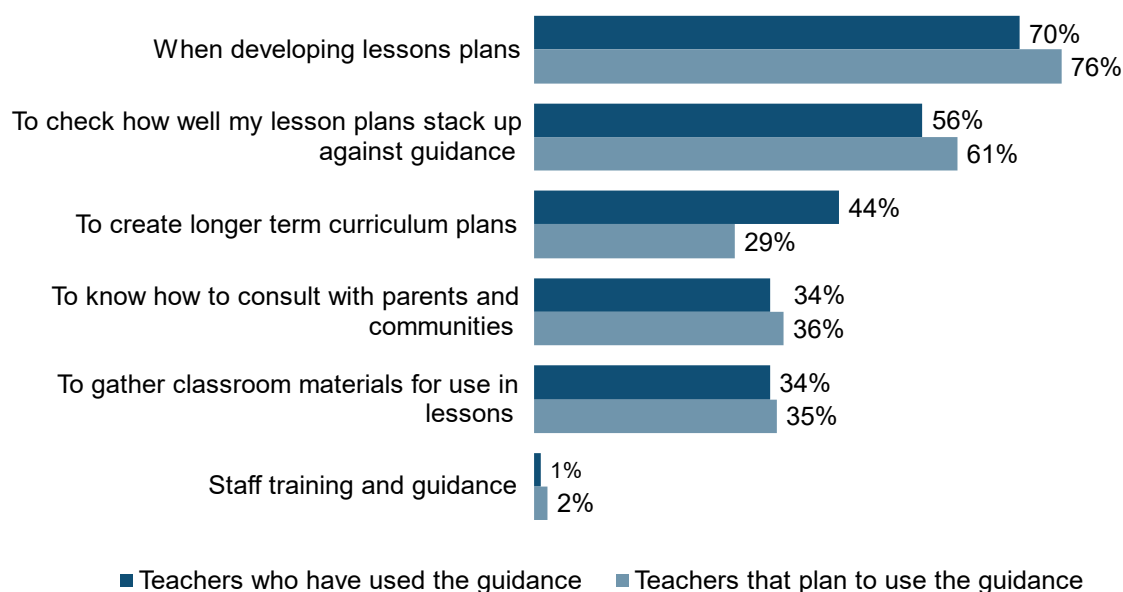 When developing lessons plans
70%
76%
To check how well my lesson plans stack up
against guidance
56%
61%
To create longer term curriculum plans
44%
29%
To know how to consult with parents and
communities
34%
36%
To gather classroom materials for use in
lessons
34%
35%
Staff training and guidance
1%
2%
Teachers who have used the guidance
Teachers that plan to use the guidance